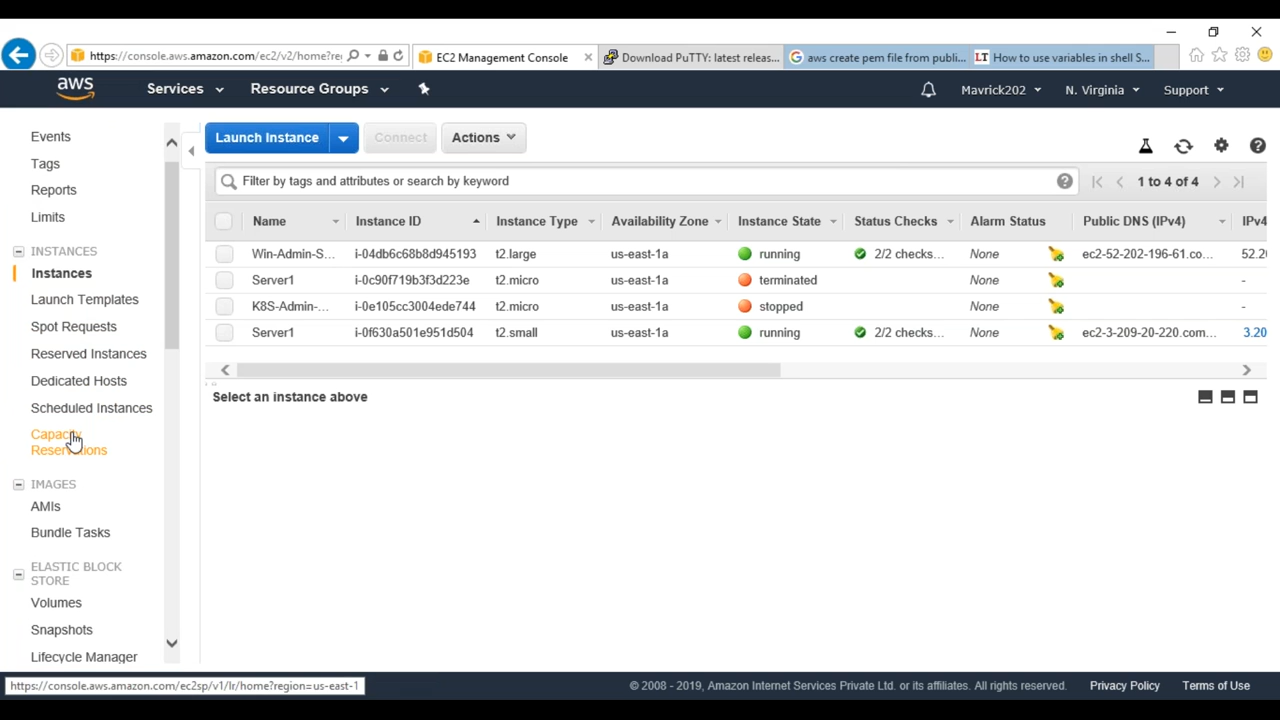 https://console.aws.amazon.com/ec2/v2/home?re
EC2 Management Console
Download PuTTY: latest releas...
aws create pem file from publi...
LT How to use variables in shell S...
aws
Services
Resource Groups
Mavrick202
N. Virginia
Support
Events
Tags
Reports
Limits
INSTANCES
Instances
Launch Templates
Spot Requests
Reserved Instances
Dedicated Hosts
Scheduled Instances
Capacity
Reservations
IMAGES
AMIs
Bundle Tasks
ELASTIC BLOCK
STORE
Volumes
Snapshots
Lifecycle Manager
Launch Instance
Connect
Actions
Filter by tags and attributes or search by keyword
1 to 4 of 4
Name Instance ID Instance Type Availability Zone Instance State Status Checks Alarm Status Public DNS (IPv4) IPv4
Win-Admin-S... i-04db6c68b8d945193 t2.large us-east-1a running 2/2 checks... None ec2-52-202-196-61.co... 52.20
Server1 i-0c90f719b3f3d223e t2.micro us-east-1a terminated None -
K8S-Admin-... i-0e105cc3004ede744 t2.micro us-east-1a stopped None -
Server1 i-0f630a501e951d504 t2.small us-east-1a running 2/2 checks... None ec2-3-209-20-220.com... 3.20
Select an instance above
https://console.aws.amazon.com/ec2sp/v1/lr/home?region=us-east-1
© 2008 - 2019, Amazon Internet Services Private Ltd. or its affiliates. All rights reserved.
Privacy Policy
Terms of Use